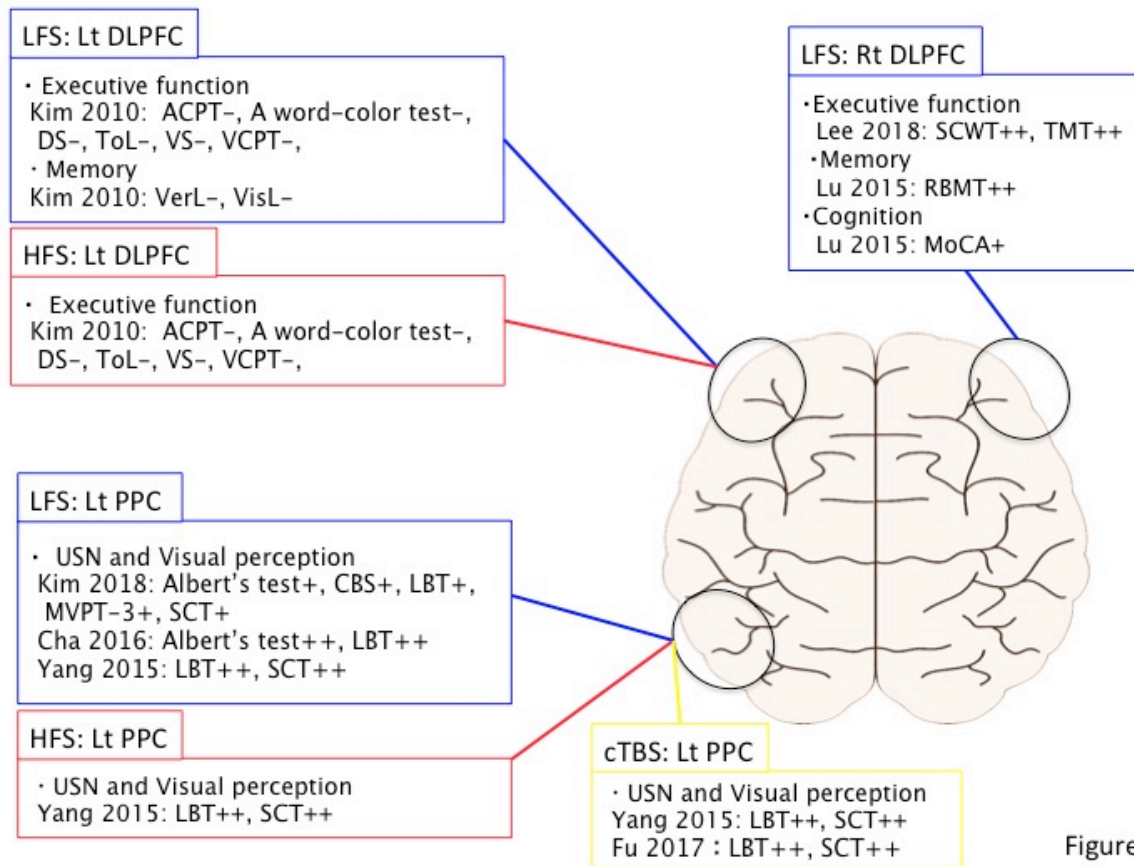 LFS: Lt DLPFC
・ Executive function
Kim 2010: ACPT-, A word-color test-,
DS-, ToL-, VS-, VCPT-,
・ Memory
Kim 2010: VerL-, VisL-
HFS: Lt DLPFC
・ Executive function
Kim 2010: ACPT-, A word-color test-,
DS-, ToL-, VS-, VCPT-,
LFS: Rt DLPFC
・Executive function
Lee 2018: SCWT++, TMT++
・Memory
Lu 2015: RBMT++
・Cognition
Lu 2015: MoCA+
LFS: Lt PPC
・ USN and Visual perception
Kim 2018: Albert's test+, CBS+, LBT+,
MVPT-3+, SCT+
Cha 2016: Albert's test++, LBT++
Yang 2015: LBT++, SCT++
HFS: Lt PPC
・ USN and Visual perception
Yang 2015: LBT++, SCT++
cTBS: Lt PPC
・ USN and Visual perception
Yang 2015: LBT++, SCT++
Fu 2017：LBT++, SCT++
Figure